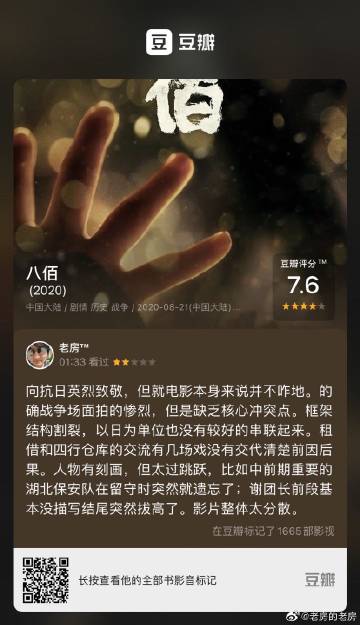 豆 豆瓣
佰
八佰
(2020)
中国大陆 / 剧情 历史 战争 / 2020-08-21(中国大陆)...
豆瓣评分™
7.6
老房™
01:33 看过
向抗日英烈致敬，但就电影本身来说并不咋地。的
确战争场面拍的惨烈，但是缺乏核心冲突点。框架
结构割裂，以日为单位也没有较好的串联起来。租
借和四行仓库的交流有几场戏没有交代清楚前因后
果。人物有刻画，但太过跳跃，比如中前期重要的
湖北保安队在留守时突然就遗忘了；谢团长前段基
本没描写结尾突然拔高了。影片整体太分散。
在豆瓣标记了1665部影视
长按查看他的全部书影音标记
豆瓣
@老房的老房